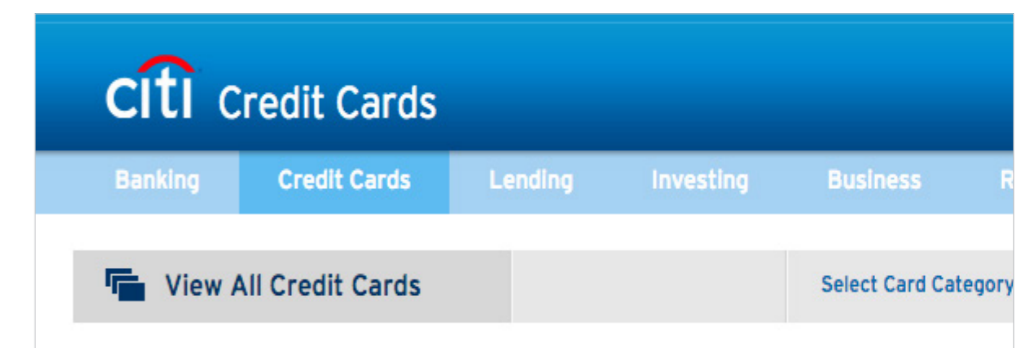 citi Credit Cards
Banking Credit Cards Lending Investing Business R
View All Credit Cards Select Card Category